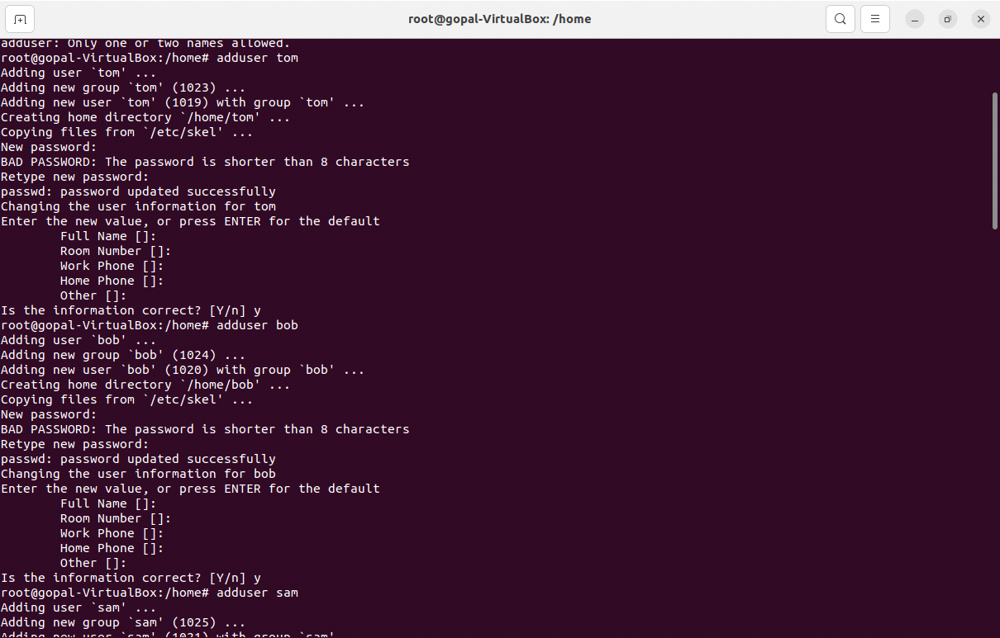 root@gopal-VirtualBox: /home
adduser: Only one or two names allowed.
root@gopal-VirtualBox:/home# adduser tom
Adding user `tom' ...
Adding new group `tom' (1023) ...
Adding new user `tom' (1019) with group `tom' ...
Creating home directory `/home/tom' ...
Copying files from `/etc/skel' ...
New password:
BAD PASSWORD: The password is shorter than 8 characters
Retype new password:
passwd: password updated successfully
Changing the user information for tom
Enter the new value, or press ENTER for the default
        Full Name []:
        Room Number []:
        Work Phone []:
        Home Phone []:
        Other []:
Is the information correct? [Y/n] y
root@gopal-VirtualBox:/home# adduser bob
Adding user `bob' ...
Adding new group `bob' (1024) ...
Adding new user `bob' (1020) with group `bob' ...
Creating home directory `/home/bob' ...
Copying files from `/etc/skel' ...
New password:
BAD PASSWORD: The password is shorter than 8 characters
Retype new password:
passwd: password updated successfully
Changing the user information for bob
Enter the new value, or press ENTER for the default
        Full Name []:
        Room Number []:
        Work Phone []:
        Home Phone []:
        Other []:
Is the information correct? [Y/n] y
root@gopal-VirtualBox:/home# adduser sam
Adding user `sam' ...
Adding new group `sam' (1025) ...
Adding new user `sam' (1021) with group `sam'